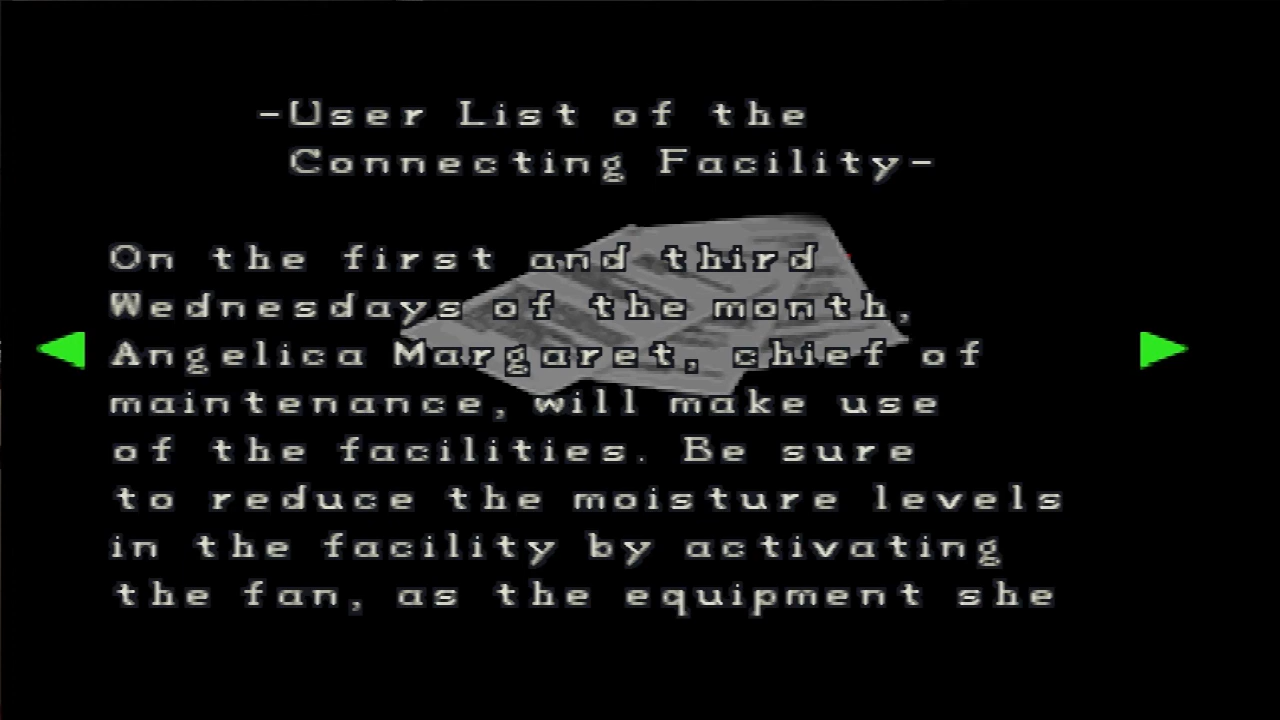 -User List of the
Connecting Facility-
On the first and third
Wednesdays of the month,
Angelica Margaret, chief of
maintenance, will make use
of the facilities. Be sure
to reduce the moisture levels
in the facility by activating
the fan, as the equipment she